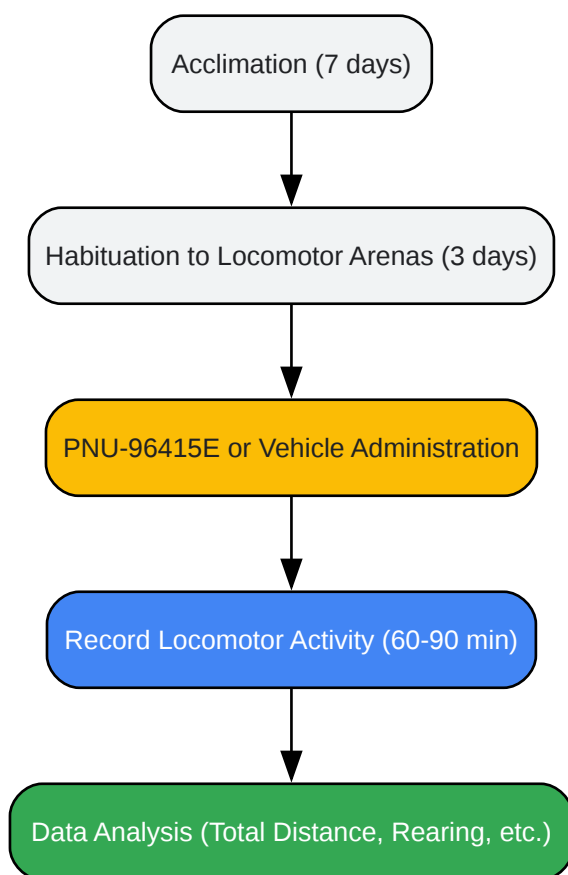 Acclimation (7 days)
Habituation to Locomotor Arenas (3 days)
PNU-96415E or Vehicle Administration
Record Locomotor Activity (60-90 min)
Data Analysis (Total Distance, Rearing, etc.)